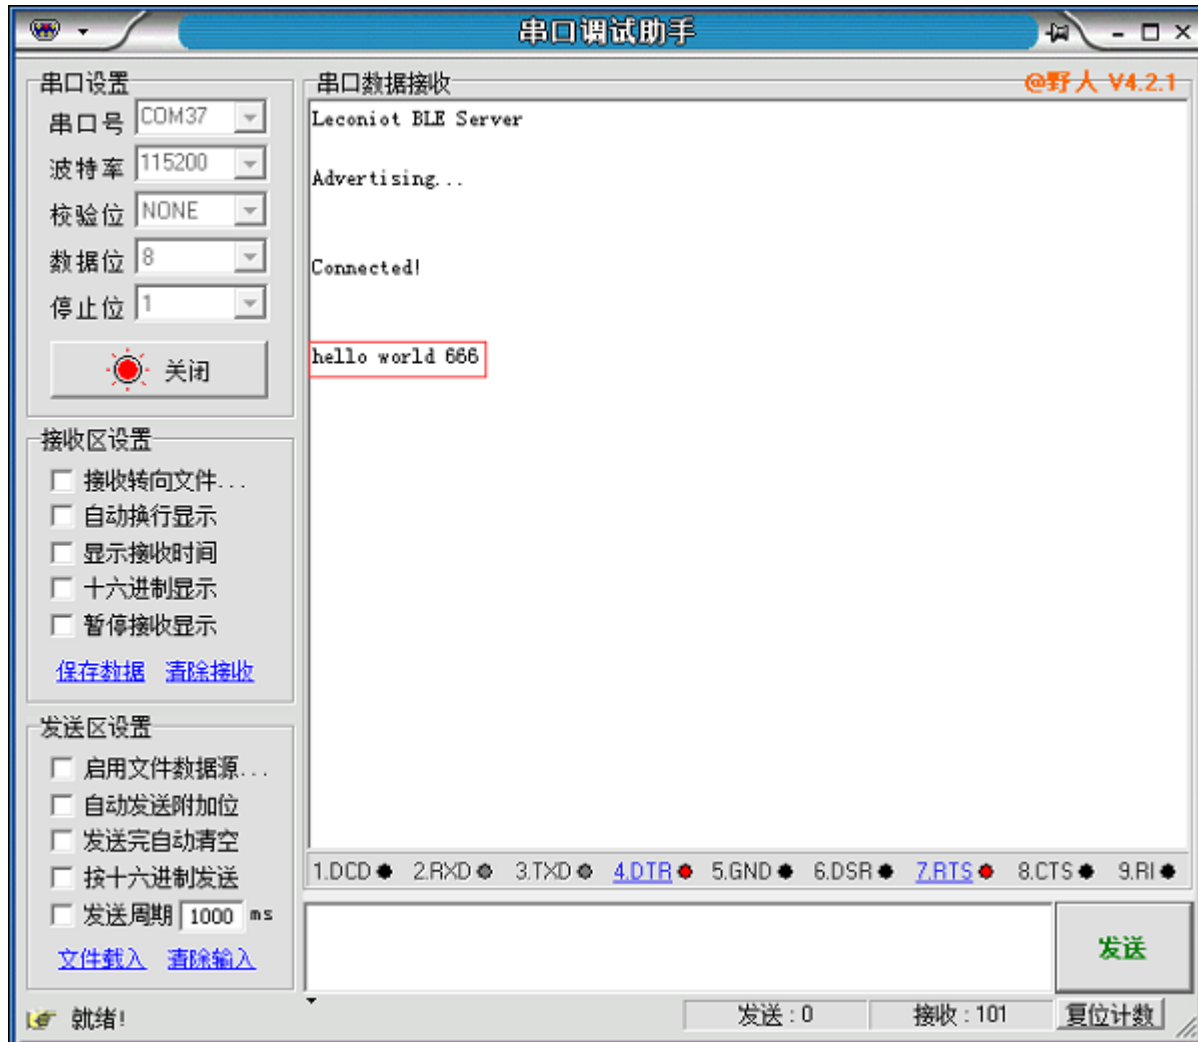 串口调试助手
串口设置
串口号 COM37
波特率 115200
校验位 NONE
数据位 8
停止位 1
关闭
接收区设置
接收转向文件...
自动换行显示
显示接收时间
十六进制显示
暂停接收显示
保存数据 清除接收
发送区设置
启用文件数据源...
自动发送附加位
发送完自动清空
按十六进制发送
发送周期 1000 ms
文件载入 清除输入
串口数据接收 @野人 V4.2.1
Leconiot BLE Server
Advertising...
Connected!
hello world 666
1.DCD 2.RXD 3.TXD 4.DTR 5.GND 6.DSR 7.RTS 8.CTS 9.RI
发送
就绪! 发送 : 0 接收 : 101 复位计数